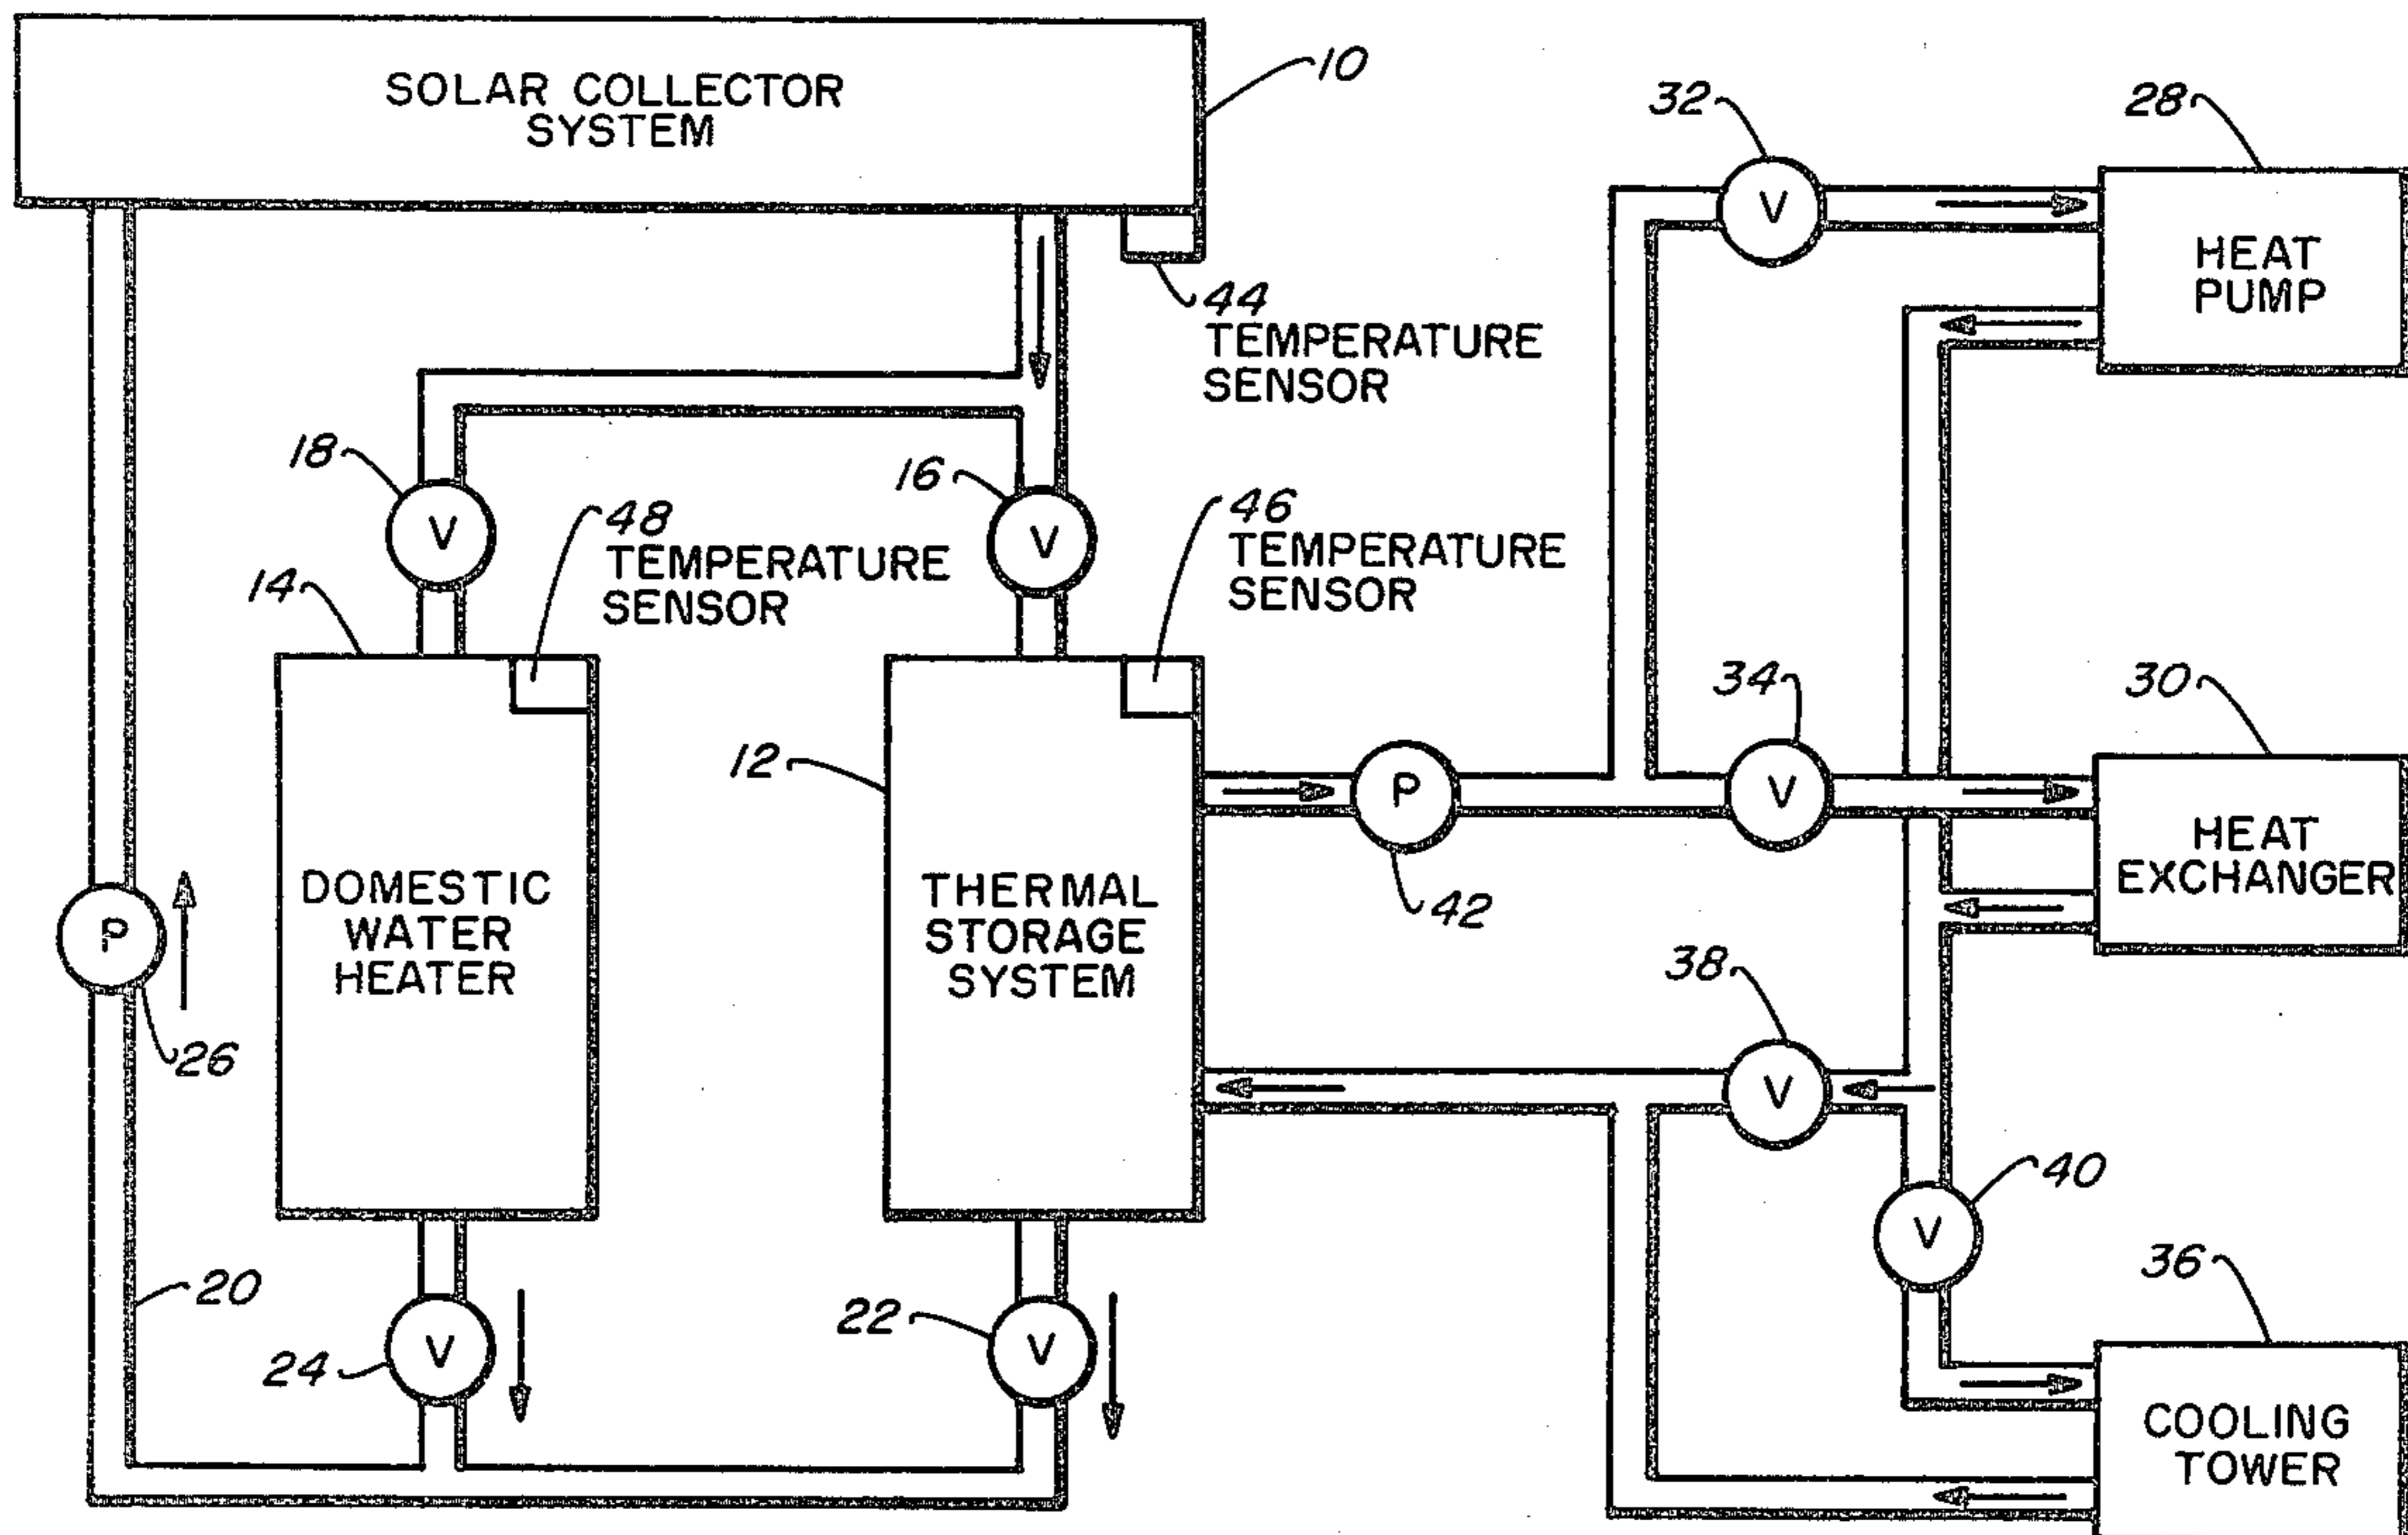 SOLAR COLLECTOR
SYSTEM
10
32
28
V
HEAT
PUMP
44
TEMPERATURE
SENSOR
18
16
V
V
48
TEMPERATURE
SENSOR
46
TEMPERATURE
SENSOR
14
12
34
30
P
V
42
HEAT
EXCHANGER
DOMESTIC
WATER
HEATER
THERMAL
STORAGE
SYSTEM
P
26
38
V
40
V
20
22
24
V
V
36
COOLING
TOWER